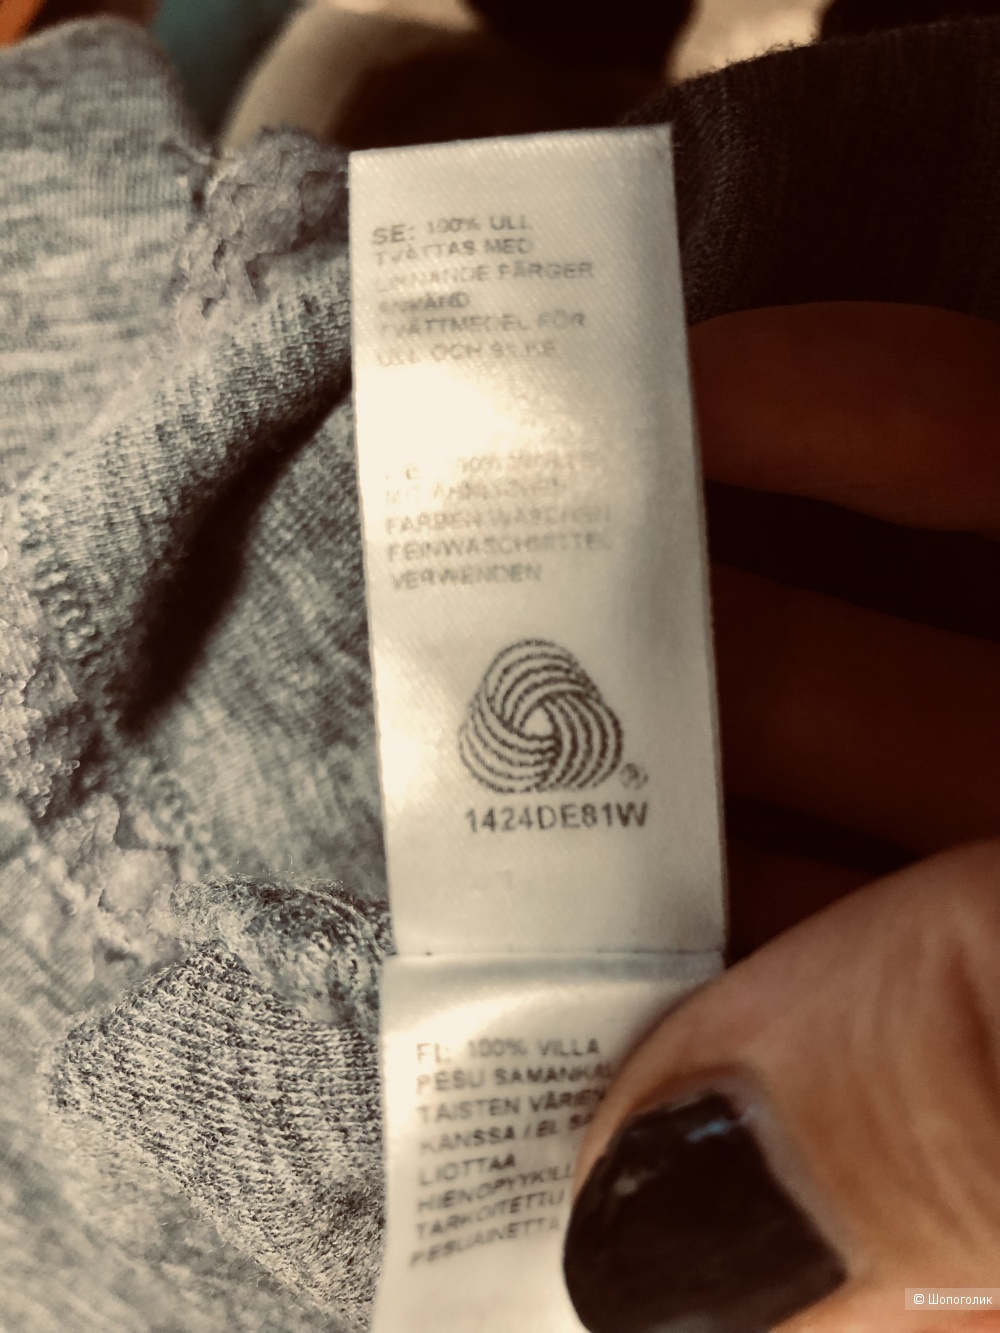 SE: 100% ULL
TVÄTTAS MED
LIKNANDE FÄRGER
ANVÄND
TVÄTTMEDEL FÖR
ULL OCH SILKE
100%
FARBEN WASCHEN
FEINWASCHMITTEL
VERWENDEN
®
1424DE81W
FI: 100% VILLA
PESU SAMANKAL
TAISTEN VÄRIEN
KANSSA / EI SA
LIOTTAA
HIENOPYYKILL
TARKOITETTU
PESUAINETTA
© Шопоголик